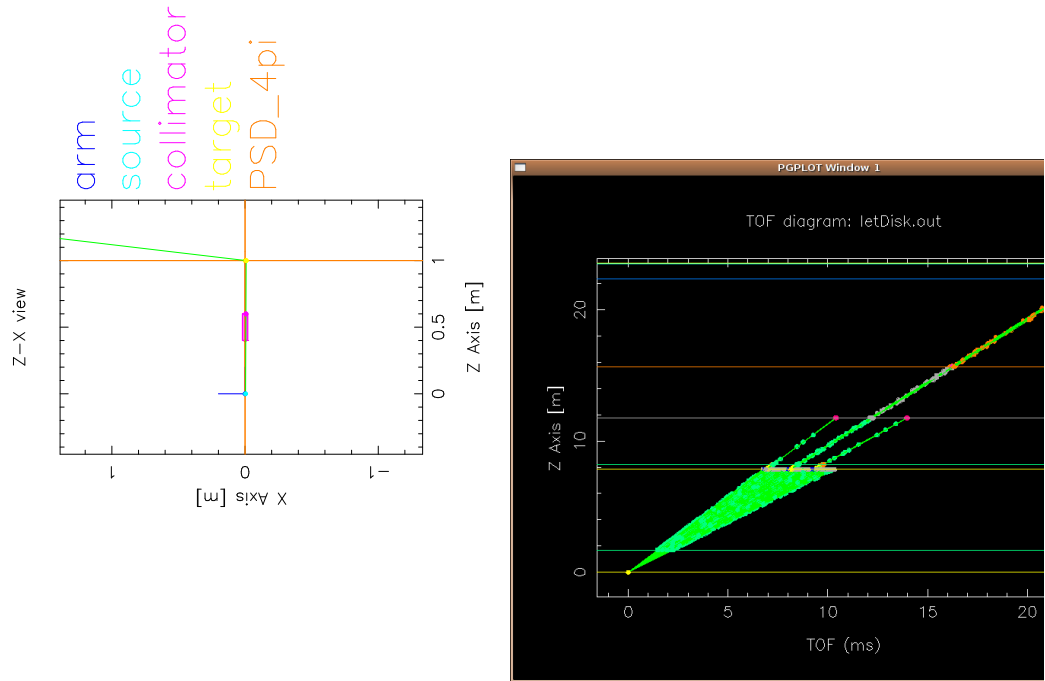 arm
source
collimator
target
PSD_4pi
Z-X view
1
0
-1
X Axis [m]
0
0.5
1
Z Axis [m]
PGPLOT Window 1
TOF diagram: letDisk.out
20
10
0
Z Axis [m]
0 5 10 15 20
TOF (ms)